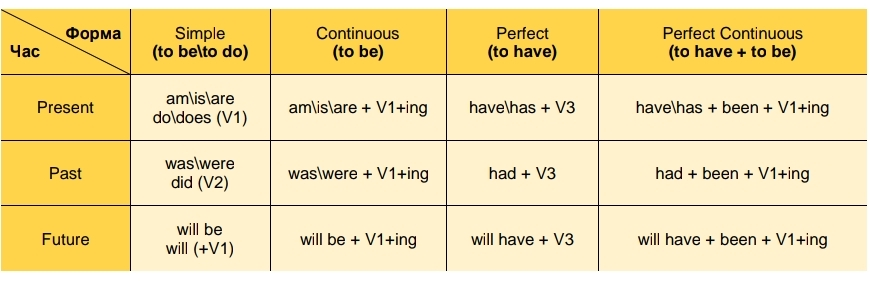 Форма
Час
Simple
(to be\to do)
Continuous
(to be)
Perfect
(to have)
Perfect Continuous
(to have + to be)
Present
am\is\are
do\does (V1)
am\is\are + V1+ing
have\has + V3
have\has + been + V1+ing
Past
was\were
did (V2)
was\were + V1+ing
had + V3
had + been + V1+ing
Future
will be
will (+V1)
will be + V1+ing
will have + V3
will have + been + V1+ing